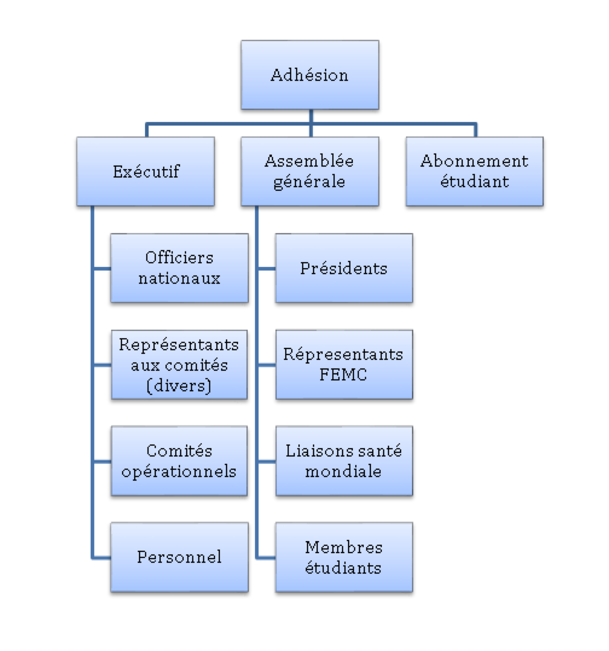 Adhésion
Exécutif
Assemblée
générale
Abonnement
étudiant
Officiers
nationaux
Représentants
aux comités
(divers)
Comités
opérationnels
Personnel
Présidents
Répresentants
FEMC
Liaisons santé
mondiale
Membres
étudiants